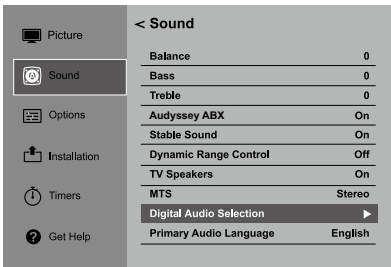 Picture
Sound
Options
Installation
Timers
Get Help
< Sound
Balance 0
Bass 0
Treble 0
Audyssey ABX On
Stable Sound On
Dynamic Range Control Off
TV Speakers On
MTS Stereo
Digital Audio Selection ▶
Primary Audio Language English